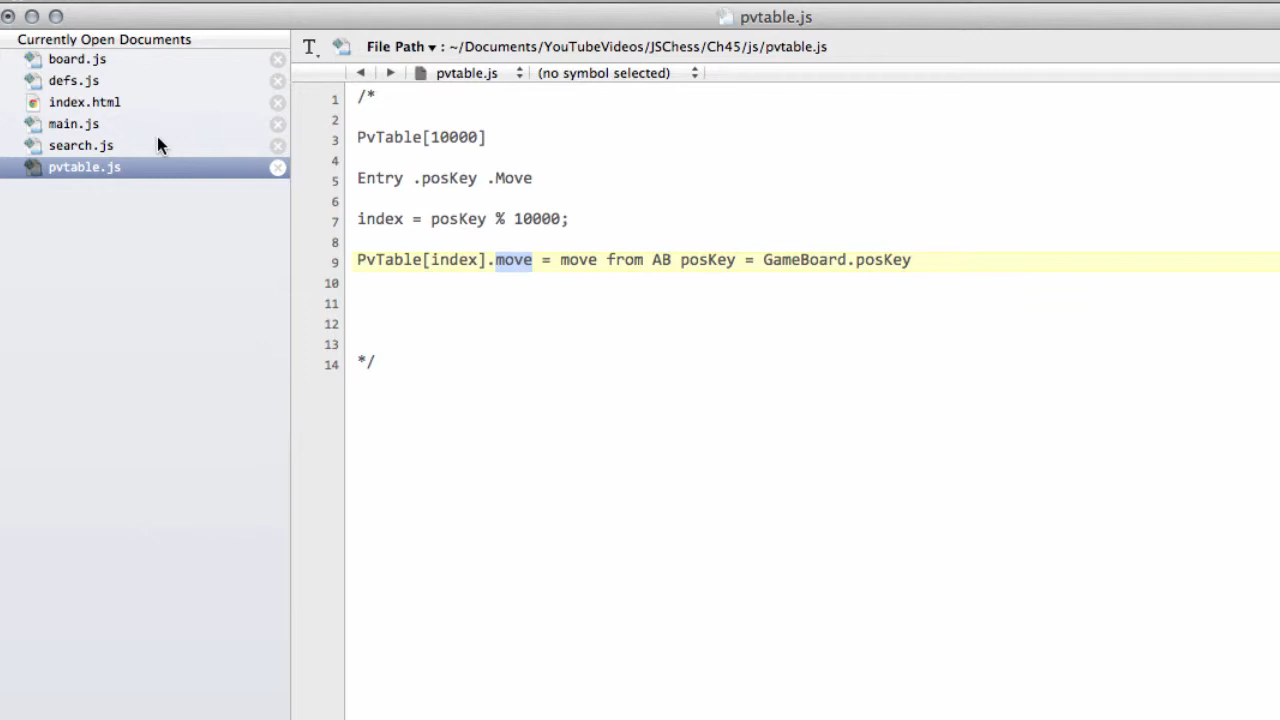 pvtable.js
Currently Open Documents
board.js
defs.js
index.html
main.js
search.js
pvtable.js
T File Path ▾ : ~/Documents/YouTubeVideos/JSChess/Ch45/js/pvtable.js
pvtable.js (no symbol selected)
1 /*
2
3 PvTable[10000]
4
5 Entry .posKey .Move
6
7 index = posKey % 10000;
8
9 PvTable[index].move = move from AB posKey = GameBoard.posKey
10
11
12
13
14 */